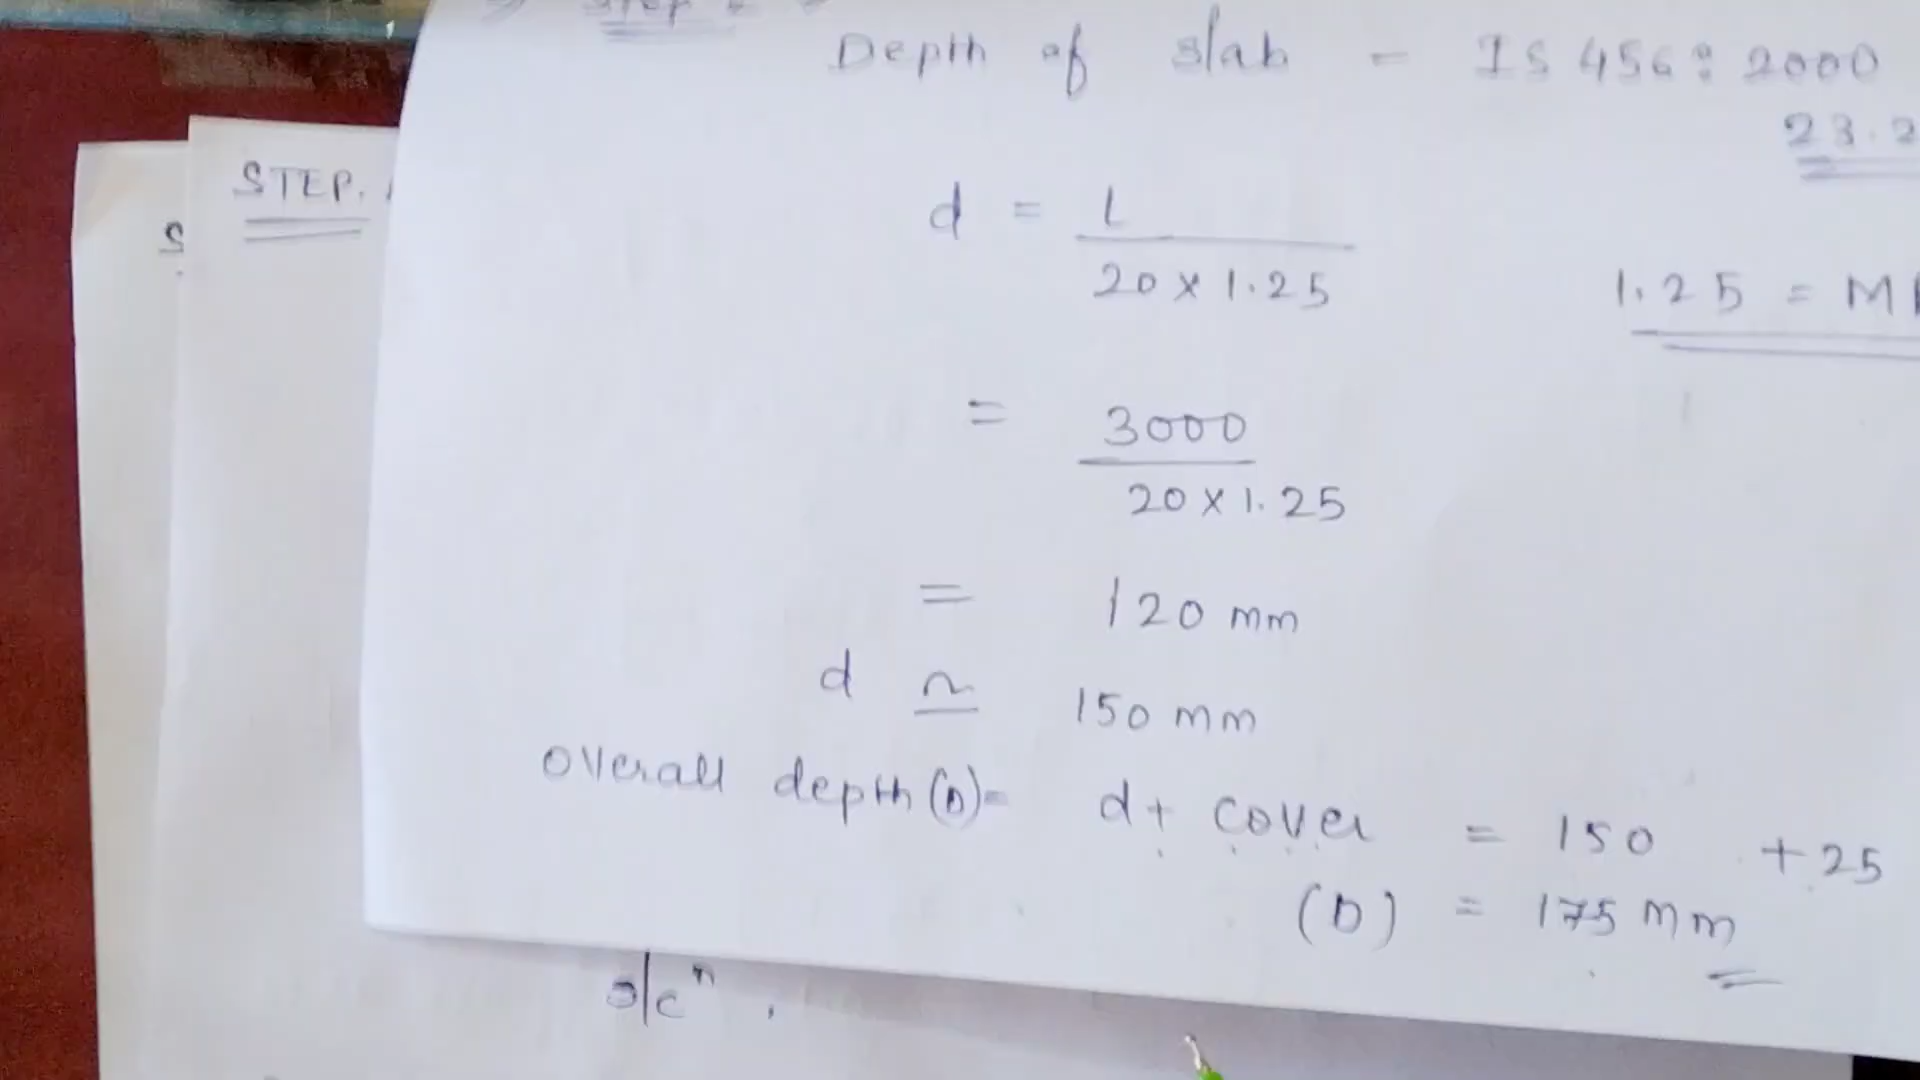 Depth of slab - IS 456: 2000
23.2
STEP.
d = L
20 x 1.25
1.25 = M
= 3000
20 x 1.25
= 120 mm
d ≃ 150 mm
Overall depth (D) = d + cover = 150 + 25
(D) = 175 mm